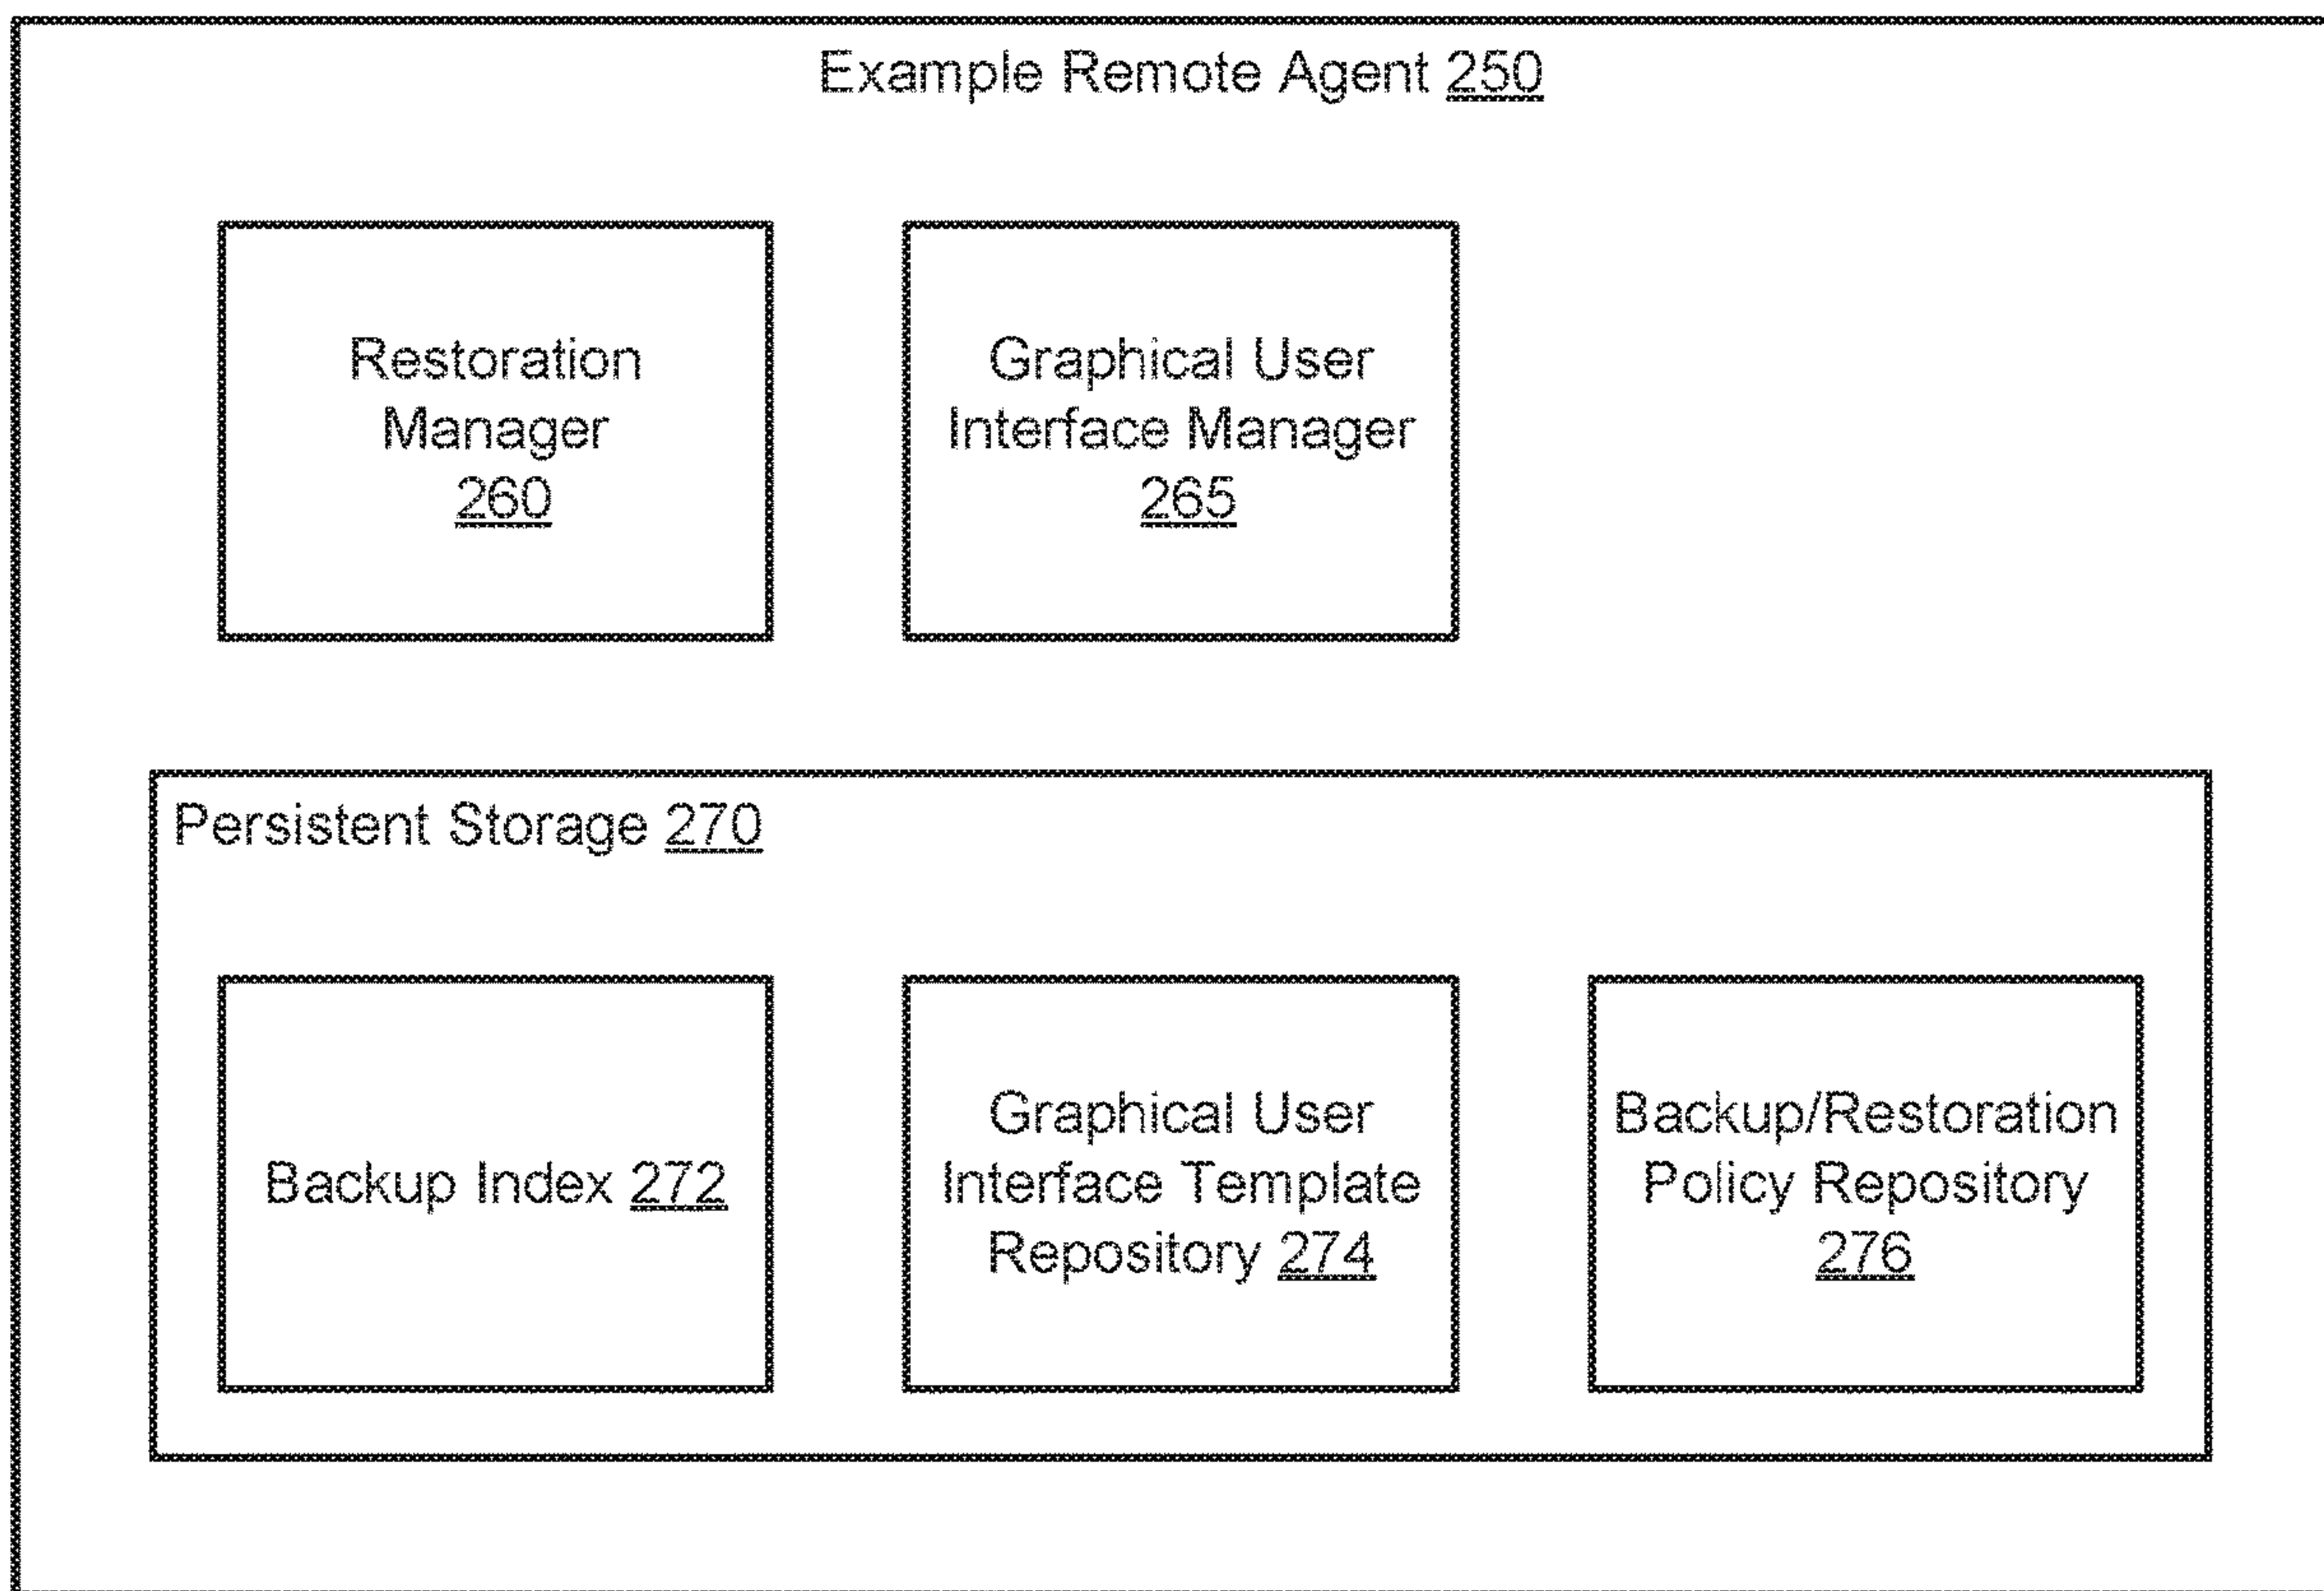 Example Remote Agent 250
Restoration
Manager
260
Graphical User
Interface Manager
265
Persistent Storage 270
Backup Index 272
Graphical User
Interface Template
Repository 274
Backup/Restoration
Policy Repository
276